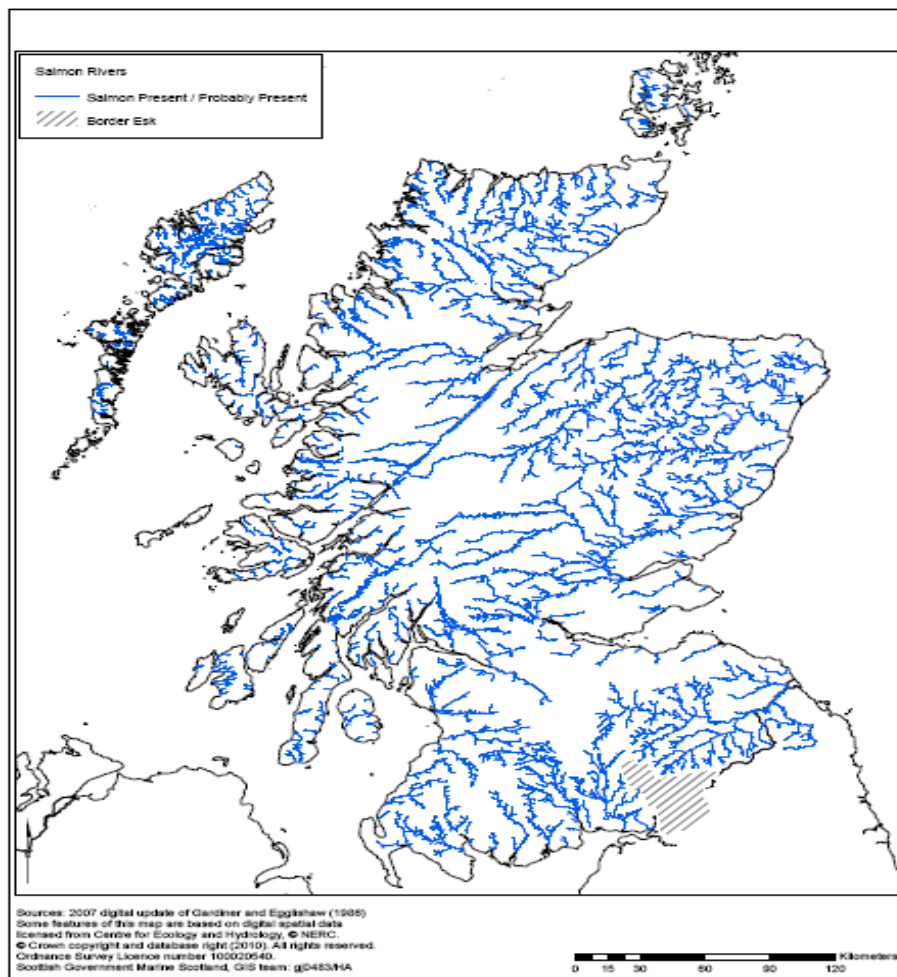 Salmon Rivers
Salmon Present / Probably Present
Border Esk
Sources: 2007 digital update of Gardiner and Egglishaw (1986)
Some features of this map are based on digital spatial data
licensed from Centre for Ecology and Hydrology, © NERC.
© Crown copyright and database right (2010). All rights reserved.
Ordnance Survey Licence number 100020540.
Scottish Government Marine Scotland, GIS team: gj0483/HA
Kilometers
0 15 30 60 90 120